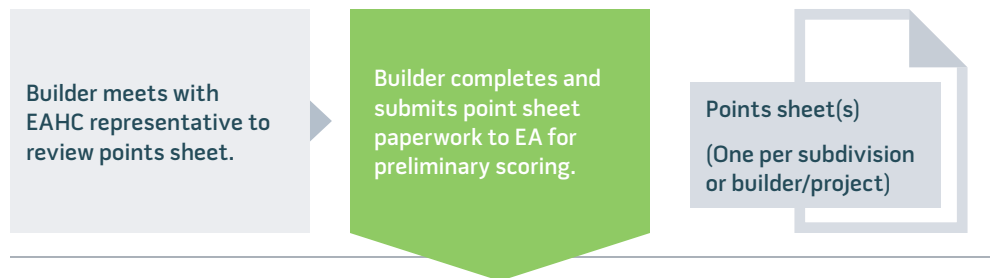 Builder meets with
EAHC representative to
review points sheet.
Builder completes and
submits point sheet
paperwork to EA for
preliminary scoring.
Points sheet(s)
(One per subdivision
or builder/project)